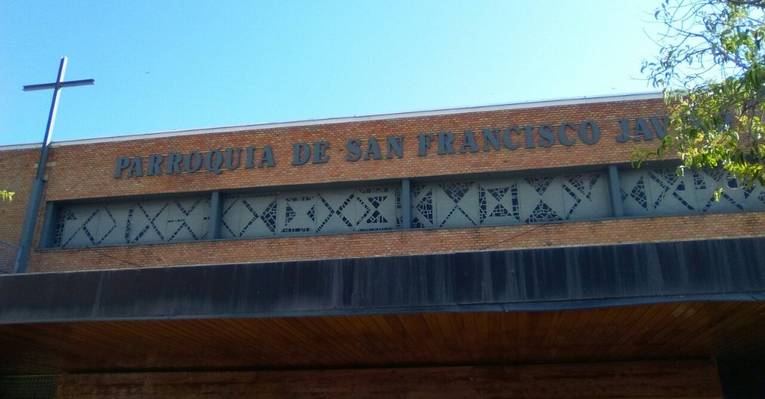 PARROQUIA DE SAN FRANCISCO